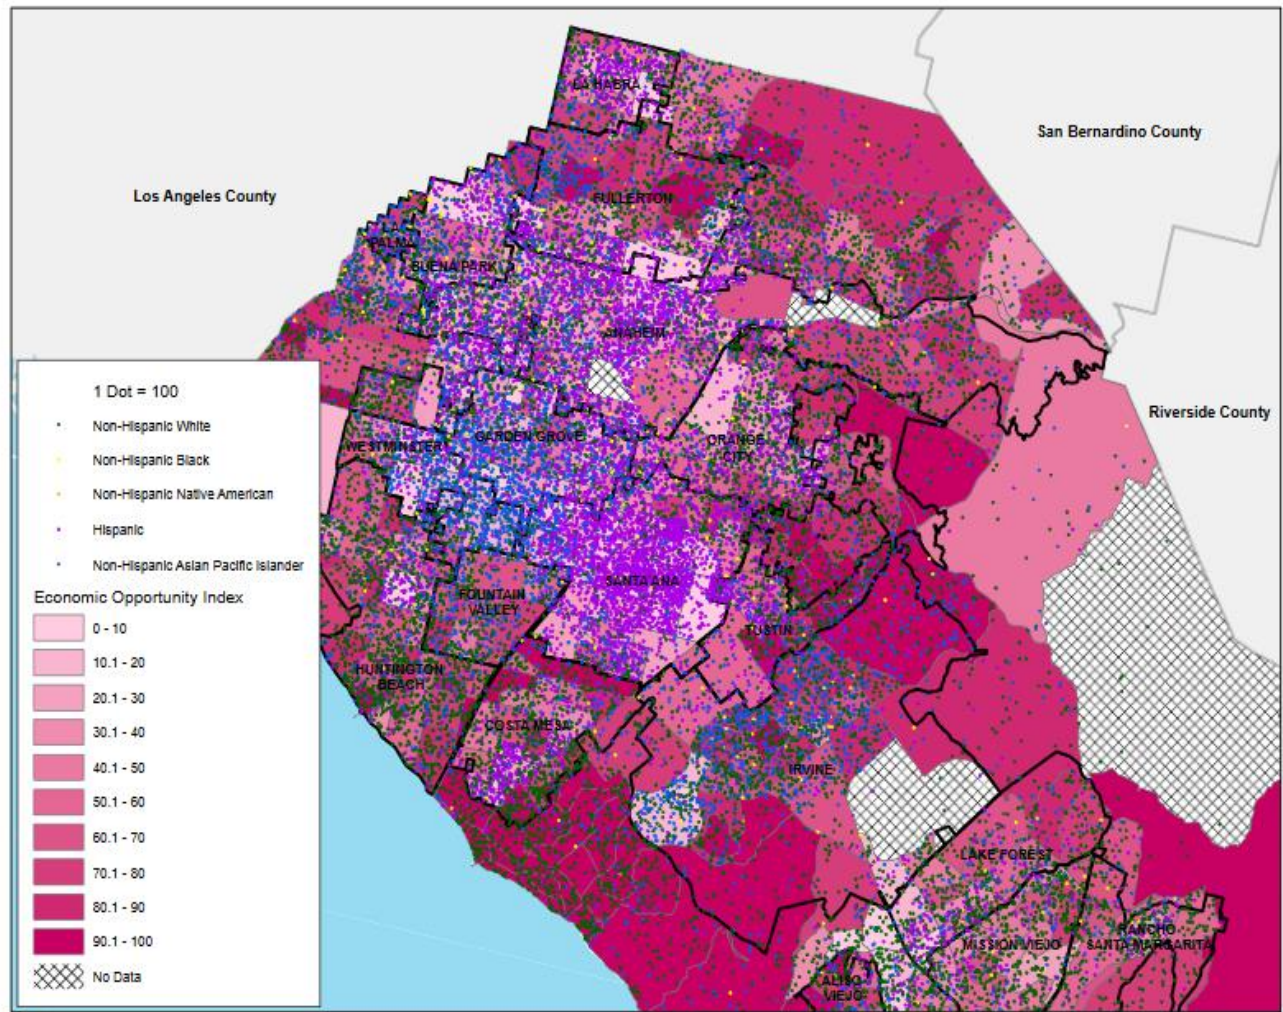 LA HABRA
San Bernardino County
Los Angeles County
FULLERTON
LA
PALMA
BUENA PARK
ANAHEIM
1 Dot = 100
Non-Hispanic White
Non-Hispanic Black
Non-Hispanic Native American
Hispanic
Non-Hispanic Asian Pacific Islander
Economic Opportunity Index
0 - 10
10.1 - 20
20.1 - 30
30.1 - 40
40.1 - 50
50.1 - 60
60.1 - 70
70.1 - 80
80.1 - 90
90.1 - 100
No Data
Riverside County
WESTMINSTER
GARDEN GROVE
ORANGE
CITY
SANTA ANA
FOUNTAIN
VALLEY
TUSTIN
HUNTINGTON
BEACH
COSTA MESA
IRVINE
LAKE FOREST
MISSION VIEJO
RANCHO
SANTA MARGARITA
ALISO
VIEJO